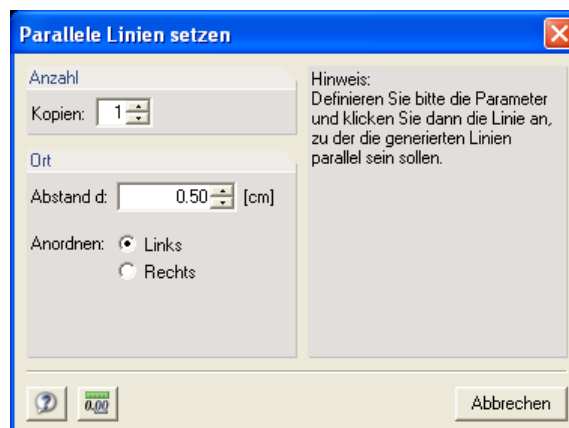 Parallele Linien setzen
Anzahl
Kopien: 1
Ort
Abstand d: 0.50 [cm]
Anordnen: Links
Rechts
Hinweis:
Definieren Sie bitte die Parameter
und klicken Sie dann die Linie an,
zu der die generierten Linien
parallel sein sollen.
0.00
Abbrechen